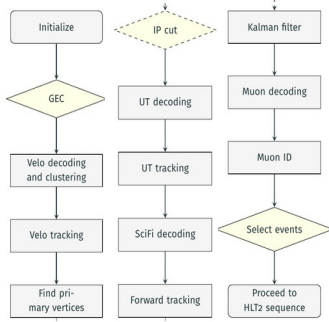 Initialize
GEC
Velo decoding
and clustering
Velo tracking
Find pri-
mary vertices
IP cut
UT decoding
UT tracking
SciFi decoding
Forward tracking
Kalman filter
Muon decoding
Muon ID
Select events
Proceed to
HLT2 sequence